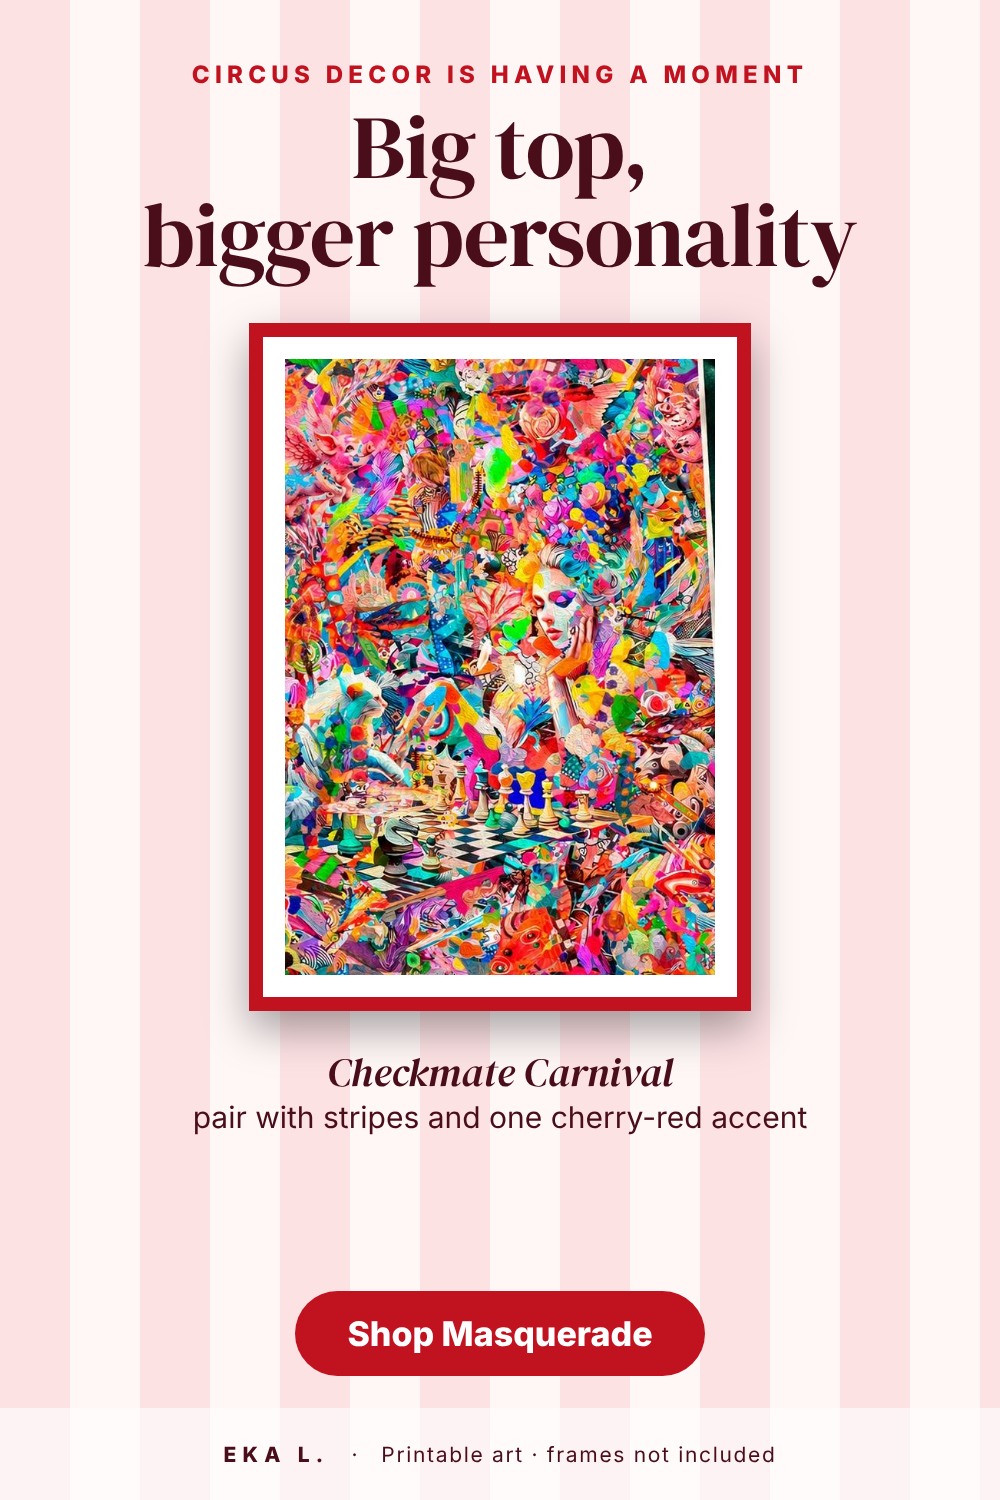 CIRCUS DECOR IS HAVING A MOMENT
Big top,
bigger personality
Checkmate Carnival
pair with stripes and one cherry-red accent
Shop Masquerade
EKA L. · Printable art · frames not included